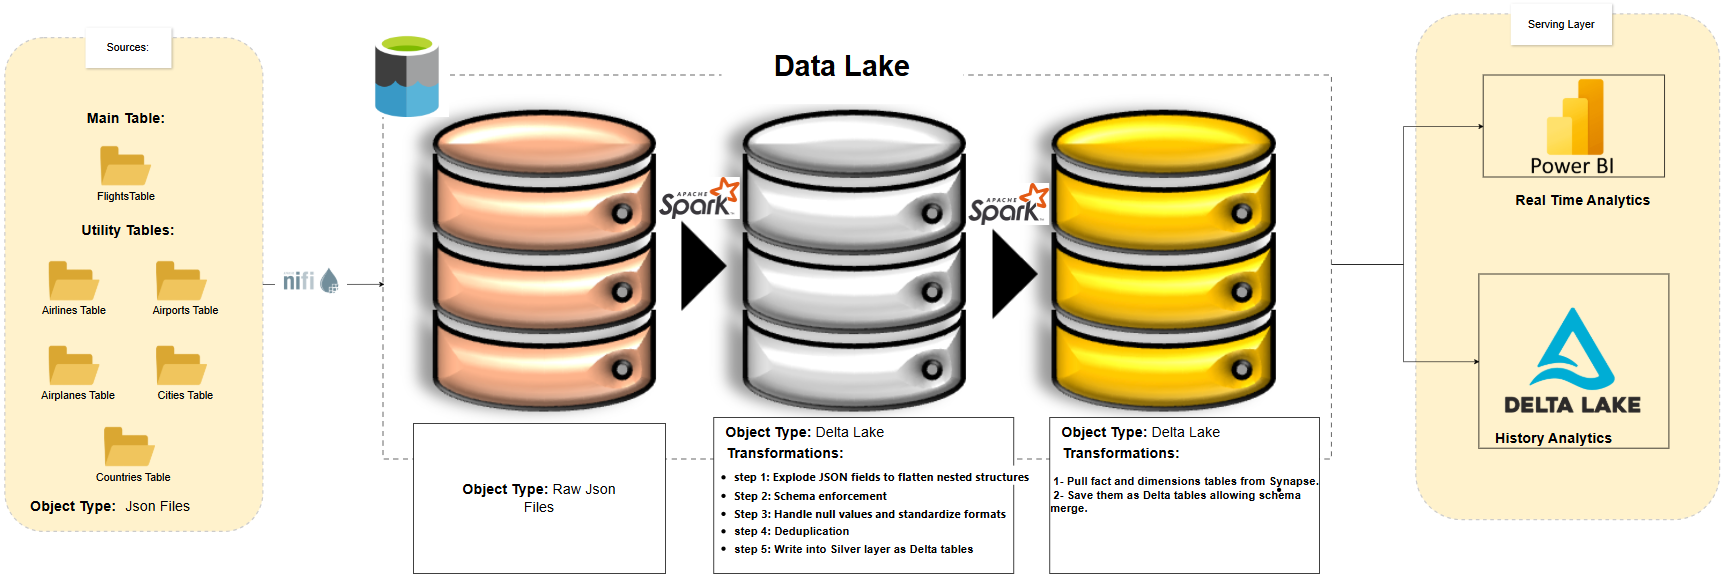 Sources:
Main Table:
FlightsTable
Utility Tables:
Airlines Table
Airports Table
Airplanes Table
Cities Table
Countries Table
Object Type: Json Files
nifi
Data Lake
APACHE
Spark
APACHE
Spark
Object Type: Raw Json
Files
Object Type: Delta Lake
Transformations:
• step 1: Explode JSON fields to flatten nested structures
• Step 2: Schema enforcement
• Step 3: Handle null values and standardize formats
• step 4: Deduplication
• step 5: Write into Silver layer as Delta tables
Object Type: Delta Lake
Transformations:
1- Pull fact and dimensions tables from Synapse.
2- Save them as Delta tables allowing schema
merge.
Serving Layer
Power BI
Real Time Analytics
DELTA LAKE
History Analytics